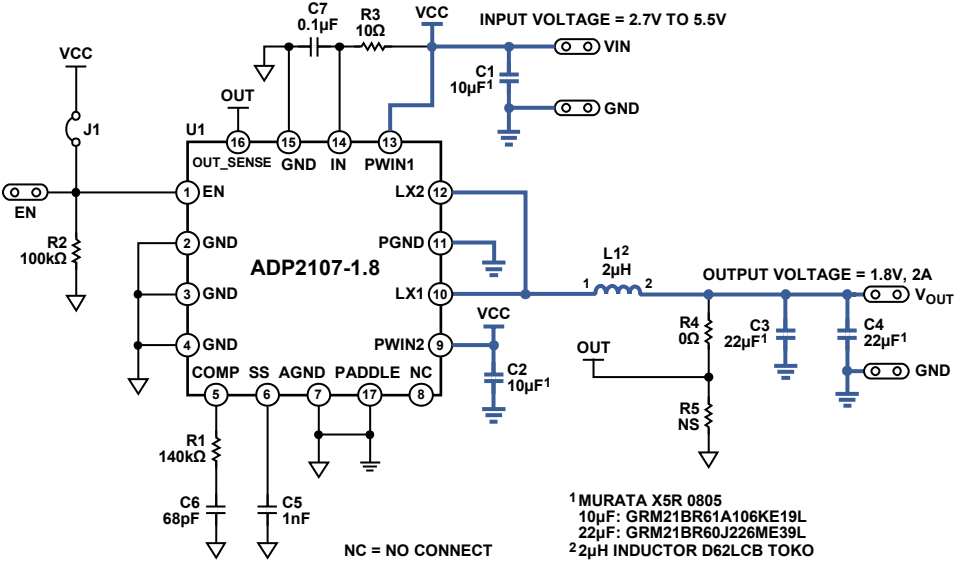 C7
0.1µF
R3
10Ω
VCC
INPUT VOLTAGE = 2.7V TO 5.5V
VIN
C1
10µF1
GND
VCC
J1
OUT
U1
16
15
14
13
OUT_SENSE
GND
IN
PWIN1
EN
1
EN
LX2
12
R2
100kΩ
2
GND
PGND
11
ADP2107-1.8
L1²
2µH
1
2
OUTPUT VOLTAGE = 1.8V, 2A
3
GND
LX1
10
VOUT
VCC
4
GND
PWIN2
9
R4
0Ω
C3
22µF1
C4
22µF1
OUT
GND
COMP
SS
AGND
PADDLE
NC
C2
10µF1
5
6
7
17
8
R5
NS
R1
140kΩ
C6
68pF
C5
1nF
NC = NO CONNECT
1 MURATA X5R 0805
10µF: GRM21BR61A106KE19L
22µF: GRM21BR60J226ME39L
2 2µH INDUCTOR D62LCB TOKO